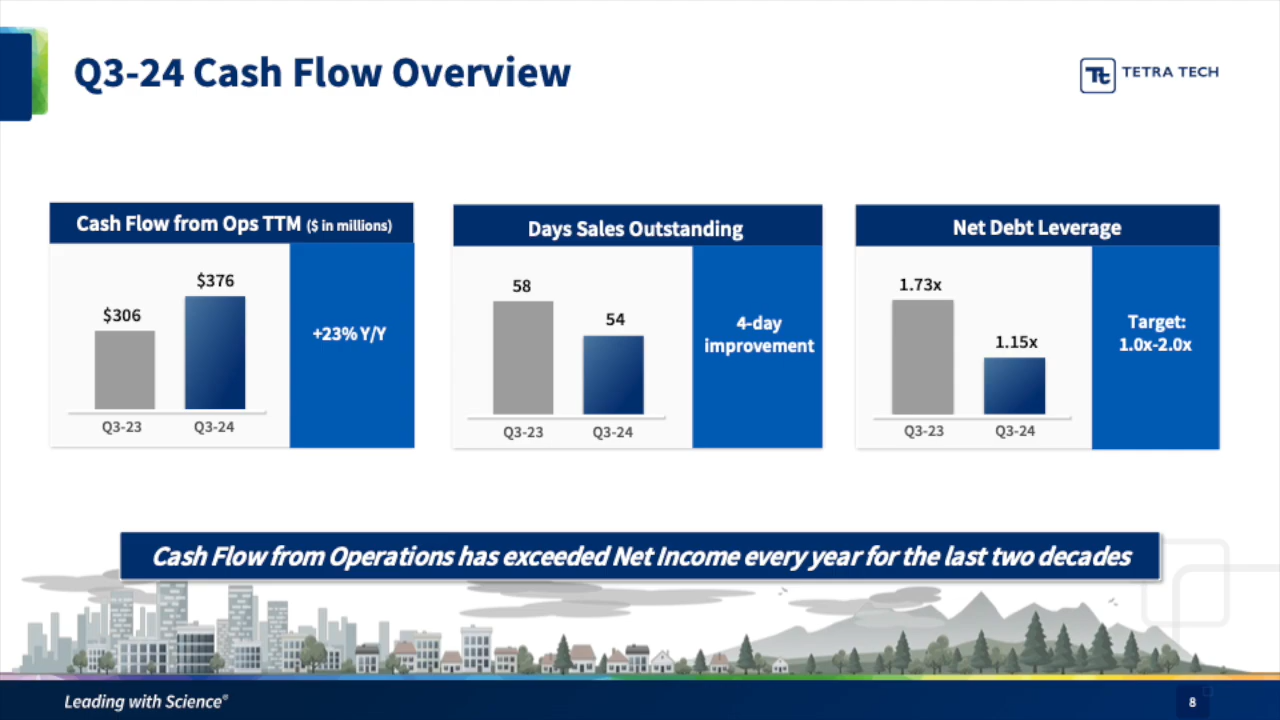 Q3-24 Cash Flow Overview
Tt TETRA TECH
Cash Flow from Ops TTM ($ in millions)
$306
$376
Q3-23
Q3-24
+23% Y/Y
Days Sales Outstanding
58
54
Q3-23
Q3-24
4-day
improvement
Net Debt Leverage
1.73x
1.15x
Q3-23
Q3-24
Target:
1.0x-2.0x
Cash Flow from Operations has exceeded Net Income every year for the last two decades
Leading with Science®
8